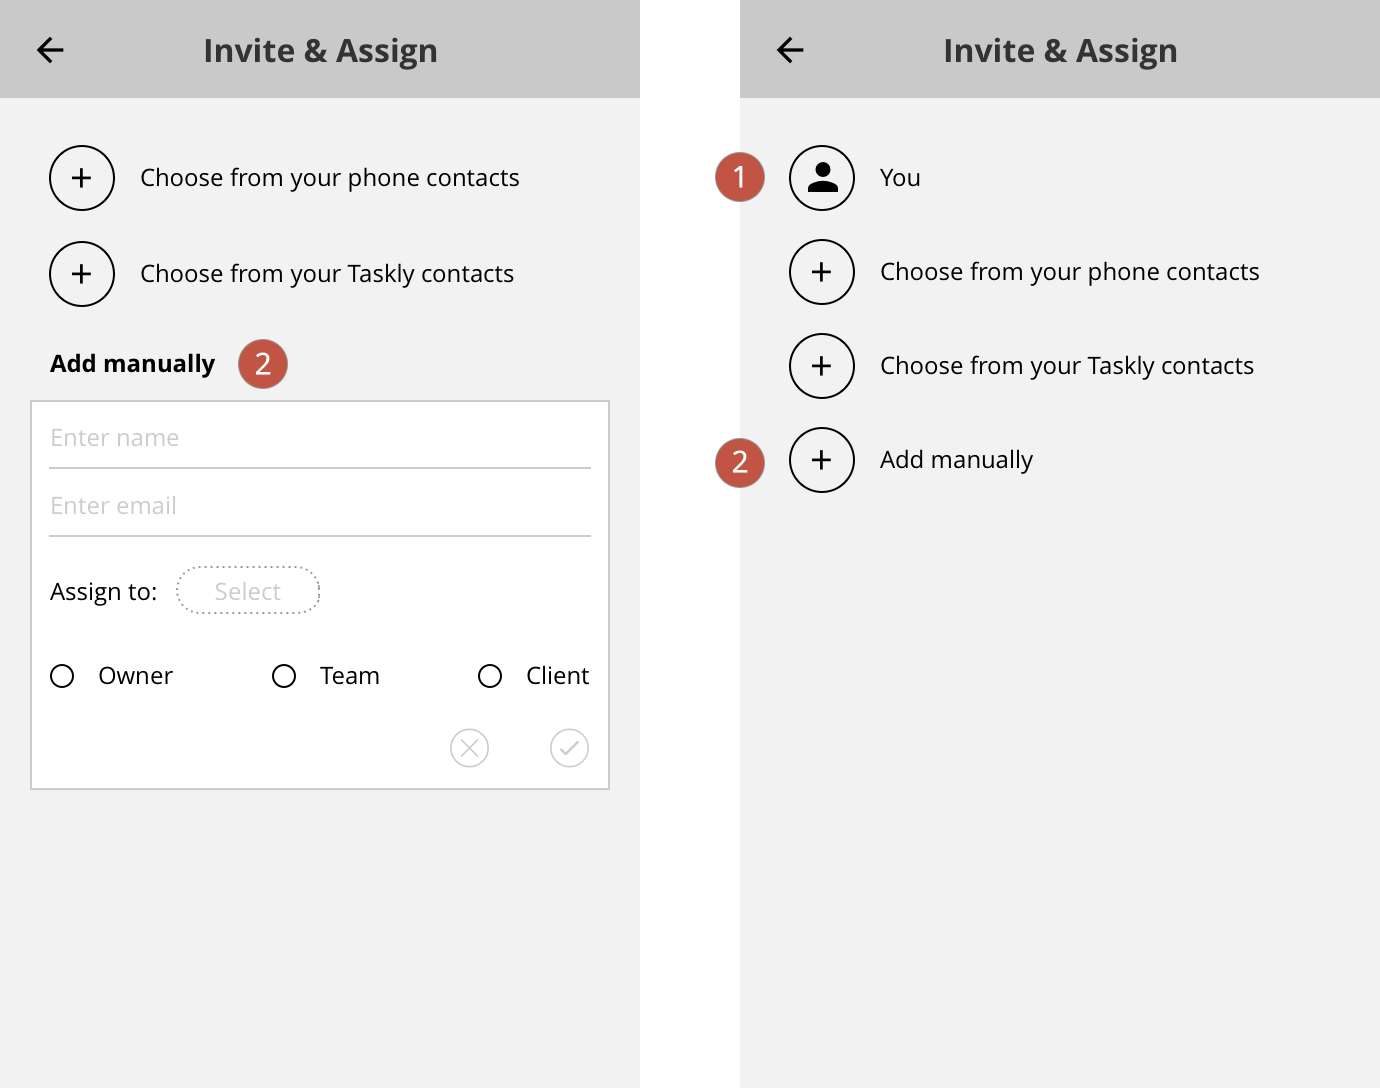 Invite & Assign
Choose from your phone contacts
Choose from your Taskly contacts
Add manually 2
Enter name
Enter email
Assign to: Select
Owner Team Client
Invite & Assign
1 You
Choose from your phone contacts
Choose from your Taskly contacts
2 Add manually